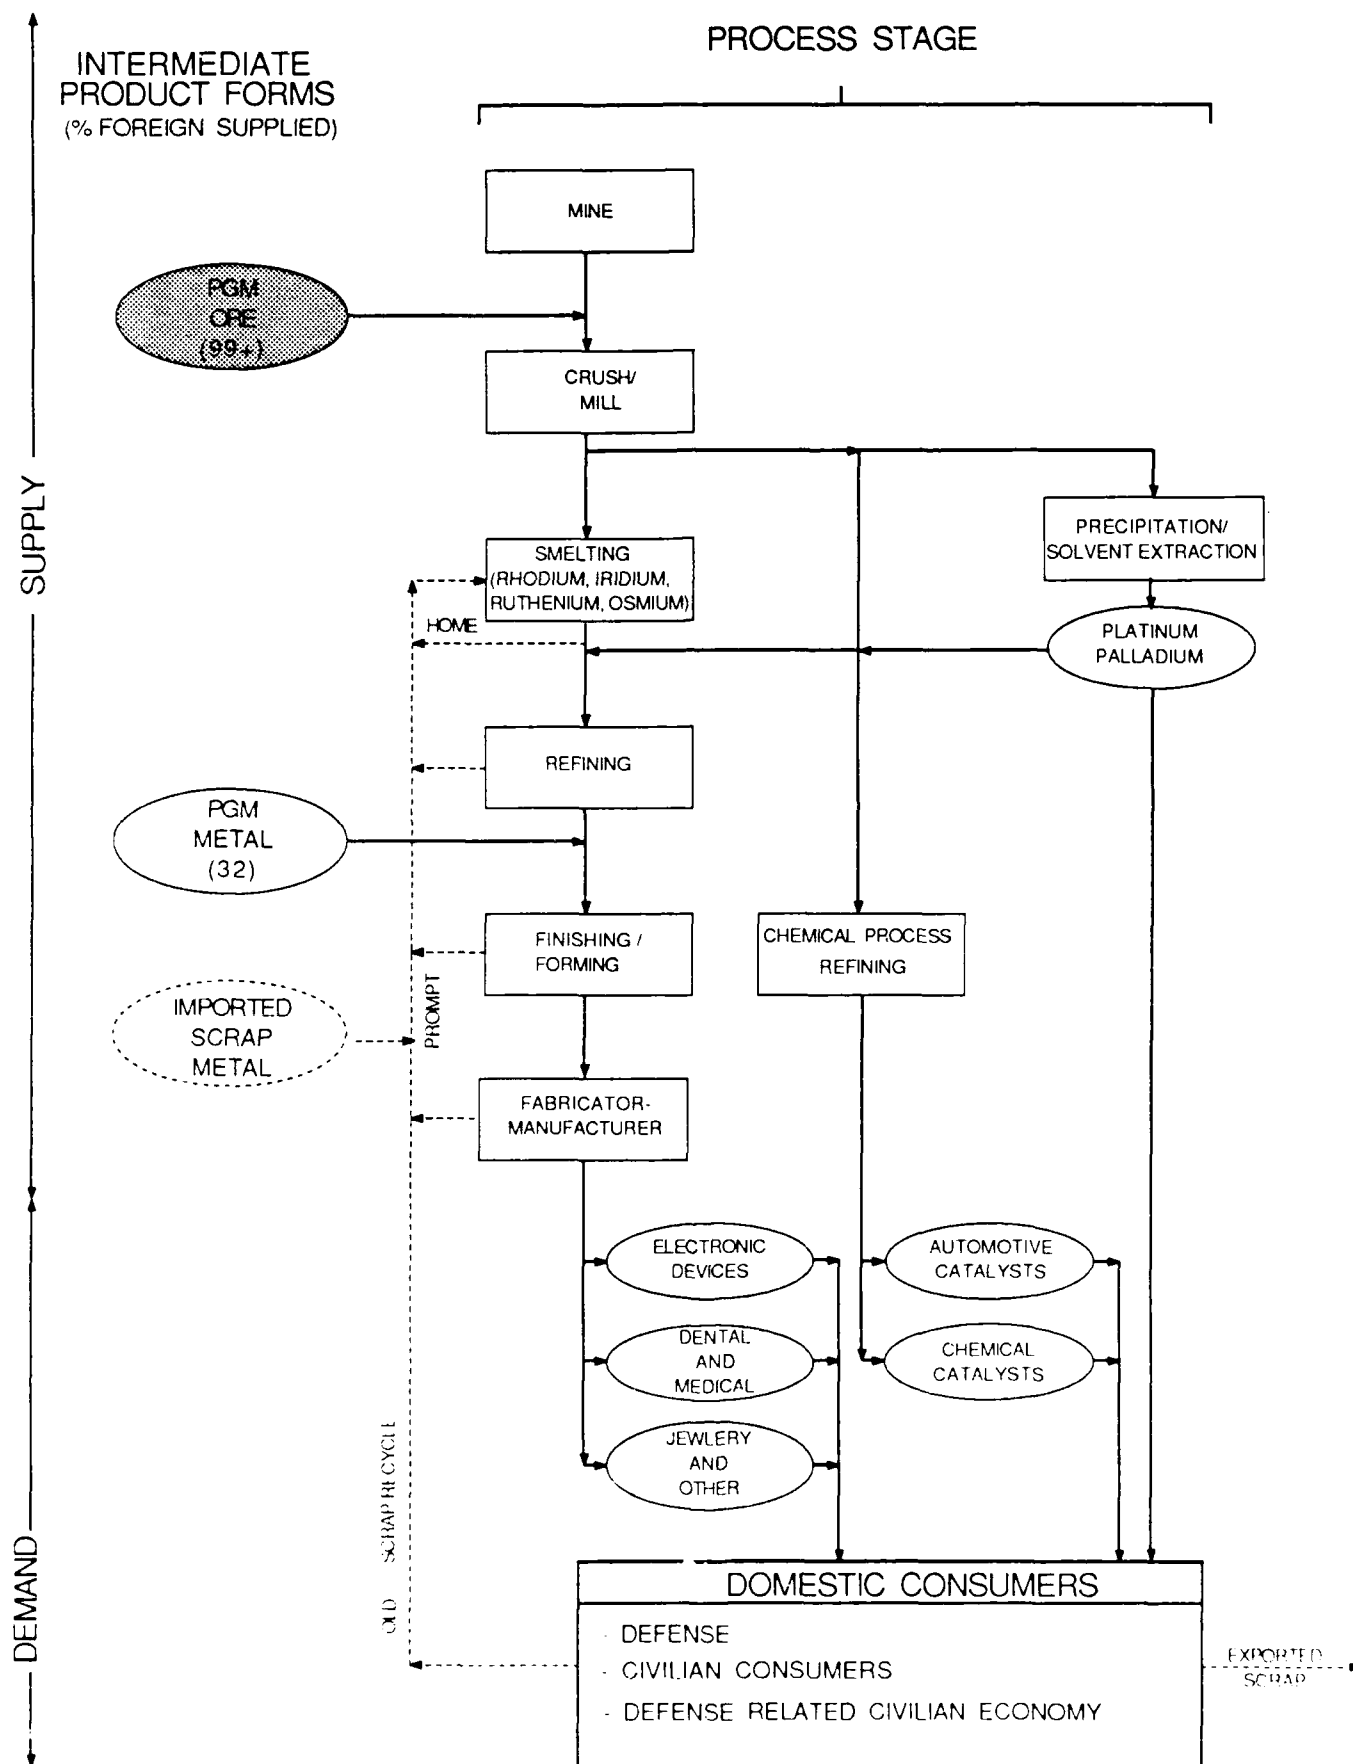 PROCESS STAGE
INTERMEDIATE
PRODUCT FORMS
(% FOREIGN SUPPLIED)
MINE
PGM
ORE
(99+)
CRUSH/
MILL
SUPPLY
PRECIPITATION/
SOLVENT EXTRACTION
SMELTING
(RHODIUM, IRIDIUM,
RUTHENIUM, OSMIUM)
HOME
PLATINUM
PALLADIUM
REFINING
PGM
METAL
(32)
FINISHING /
FORMING
CHEMICAL PROCESS
REFINING
PROMPT
IMPORTED
SCRAP
METAL
FABRICATOR-
MANUFACTURER
ELECTRONIC
DEVICES
AUTOMOTIVE
CATALYSTS
DENTAL
AND
MEDICAL
CHEMICAL
CATALYSTS
JEWLERY
AND
OTHER
OLD SCRAP RECYCLE
DEMAND
DOMESTIC CONSUMERS
- DEFENSE
- CIVILIAN CONSUMERS
- DEFENSE RELATED CIVILIAN ECONOMY
EXPORTED
SCRAP